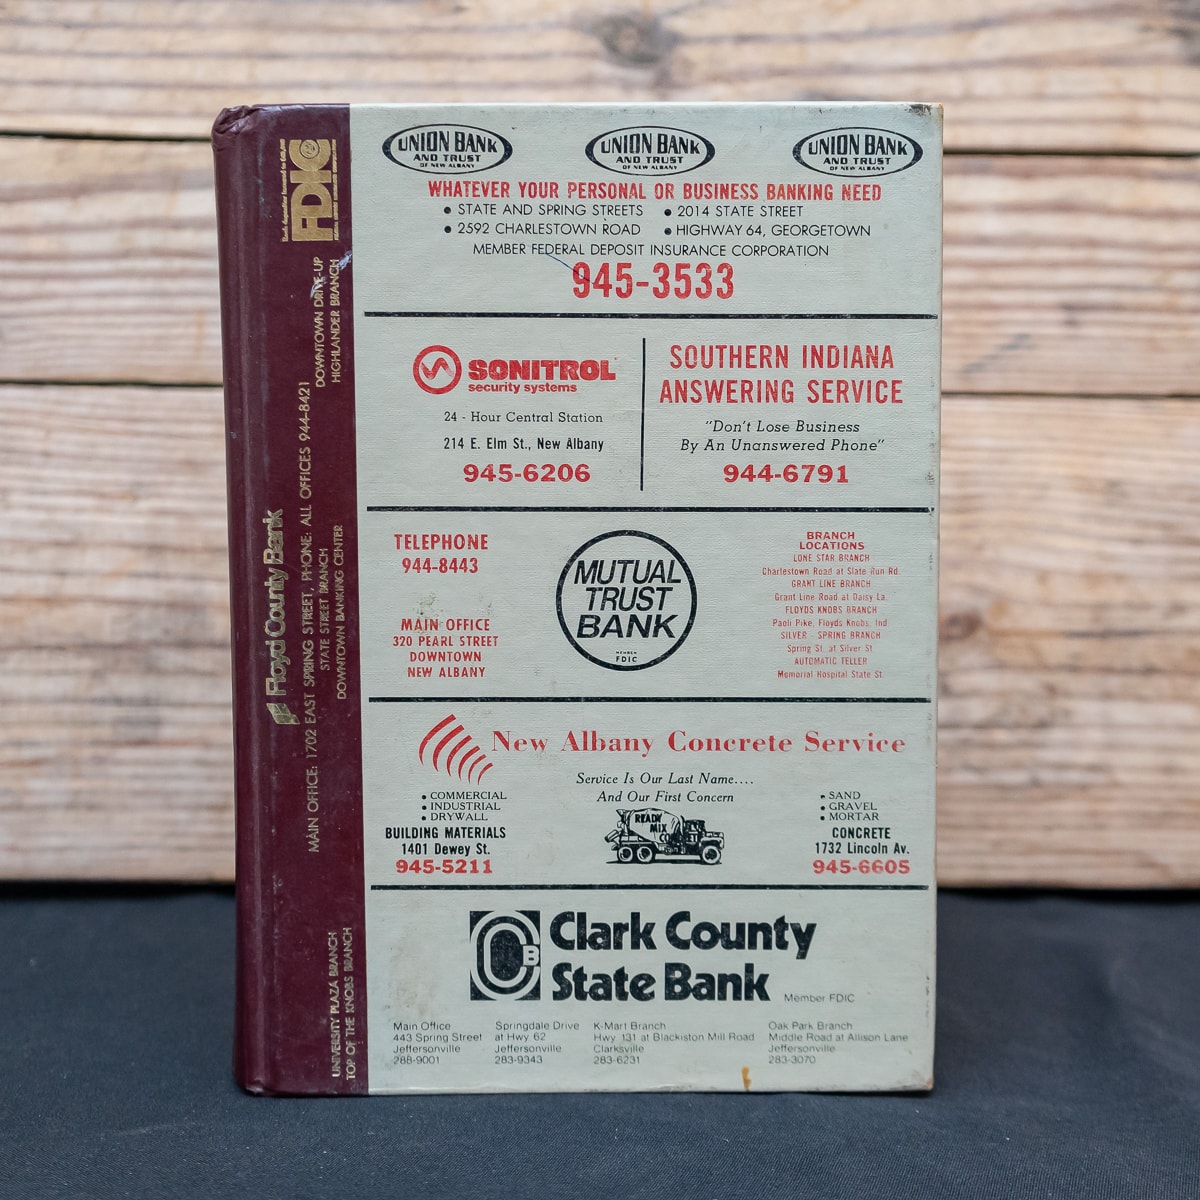 UNION BANK
AND TRUST
OF NEW ALBANY
UNION BANK
AND TRUST
OF NEW ALBANY
UNION BANK
AND TRUST
OF NEW ALBANY
WHATEVER YOUR PERSONAL OR BUSINESS BANKING NEED
• STATE AND SPRING STREETS • 2014 STATE STREET
• 2592 CHARLESTOWN ROAD • HIGHWAY 64, GEORGETOWN
MEMBER FEDERAL DEPOSIT INSURANCE CORPORATION
945-3533
SONITROL
security systems
24 - Hour Central Station
214 E. Elm St., New Albany
945-6206
SOUTHERN INDIANA
ANSWERING SERVICE
"Don't Lose Business
By An Unanswered Phone"
944-6791
TELEPHONE
944-8443
MAIN OFFICE
320 PEARL STREET
DOWNTOWN
NEW ALBANY
MUTUAL
TRUST
BANK
MEMBER
FDIC
BRANCH
LOCATIONS
LONE STAR BRANCH
Charlestown Road at Slate Run Rd.
GRANT LINE BRANCH
Grant Line Road at Daisy La.
FLOYDS KNOBS BRANCH
Paoli Pike, Floyds Knobs, Ind.
SILVER - SPRING BRANCH
Spring St. at Silver St.
AUTOMATIC TELLER
Memorial Hospital State St.
New Albany Concrete Service
Service Is Our Last Name....
And Our First Concern
• COMMERCIAL
• INDUSTRIAL
• DRYWALL
BUILDING MATERIALS
1401 Dewey St.
945-5211
READY
MIX
• SAND
• GRAVEL
• MORTAR
CONCRETE
1732 Lincoln Av.
945-6605
CCB
Clark County
State Bank
Member FDIC
Main Office
443 Spring Street
Jeffersonville
288-9001
Springdale Drive
at Hwy 62
Jeffersonville
283-9343
K-Mart Branch
Hwy 131 at Blackiston Mill Road
Clarksville
283-6231
Oak Park Branch
Middle Road at Allison Lane
Jeffersonville
283-3070
Floyd County Bank
MAIN OFFICE: 1702 EAST SPRING STREET, PHONE: ALL OFFICES 944-8421
STATE STREET BRANCH
DOWNTOWN BANKING CENTER
DOWNTOWN DRIVE-UP
HIGHLANDER BRANCH
UNIVERSITY PLAZA BRANCH
TOP OF THE KNOBS BRANCH
FDIC